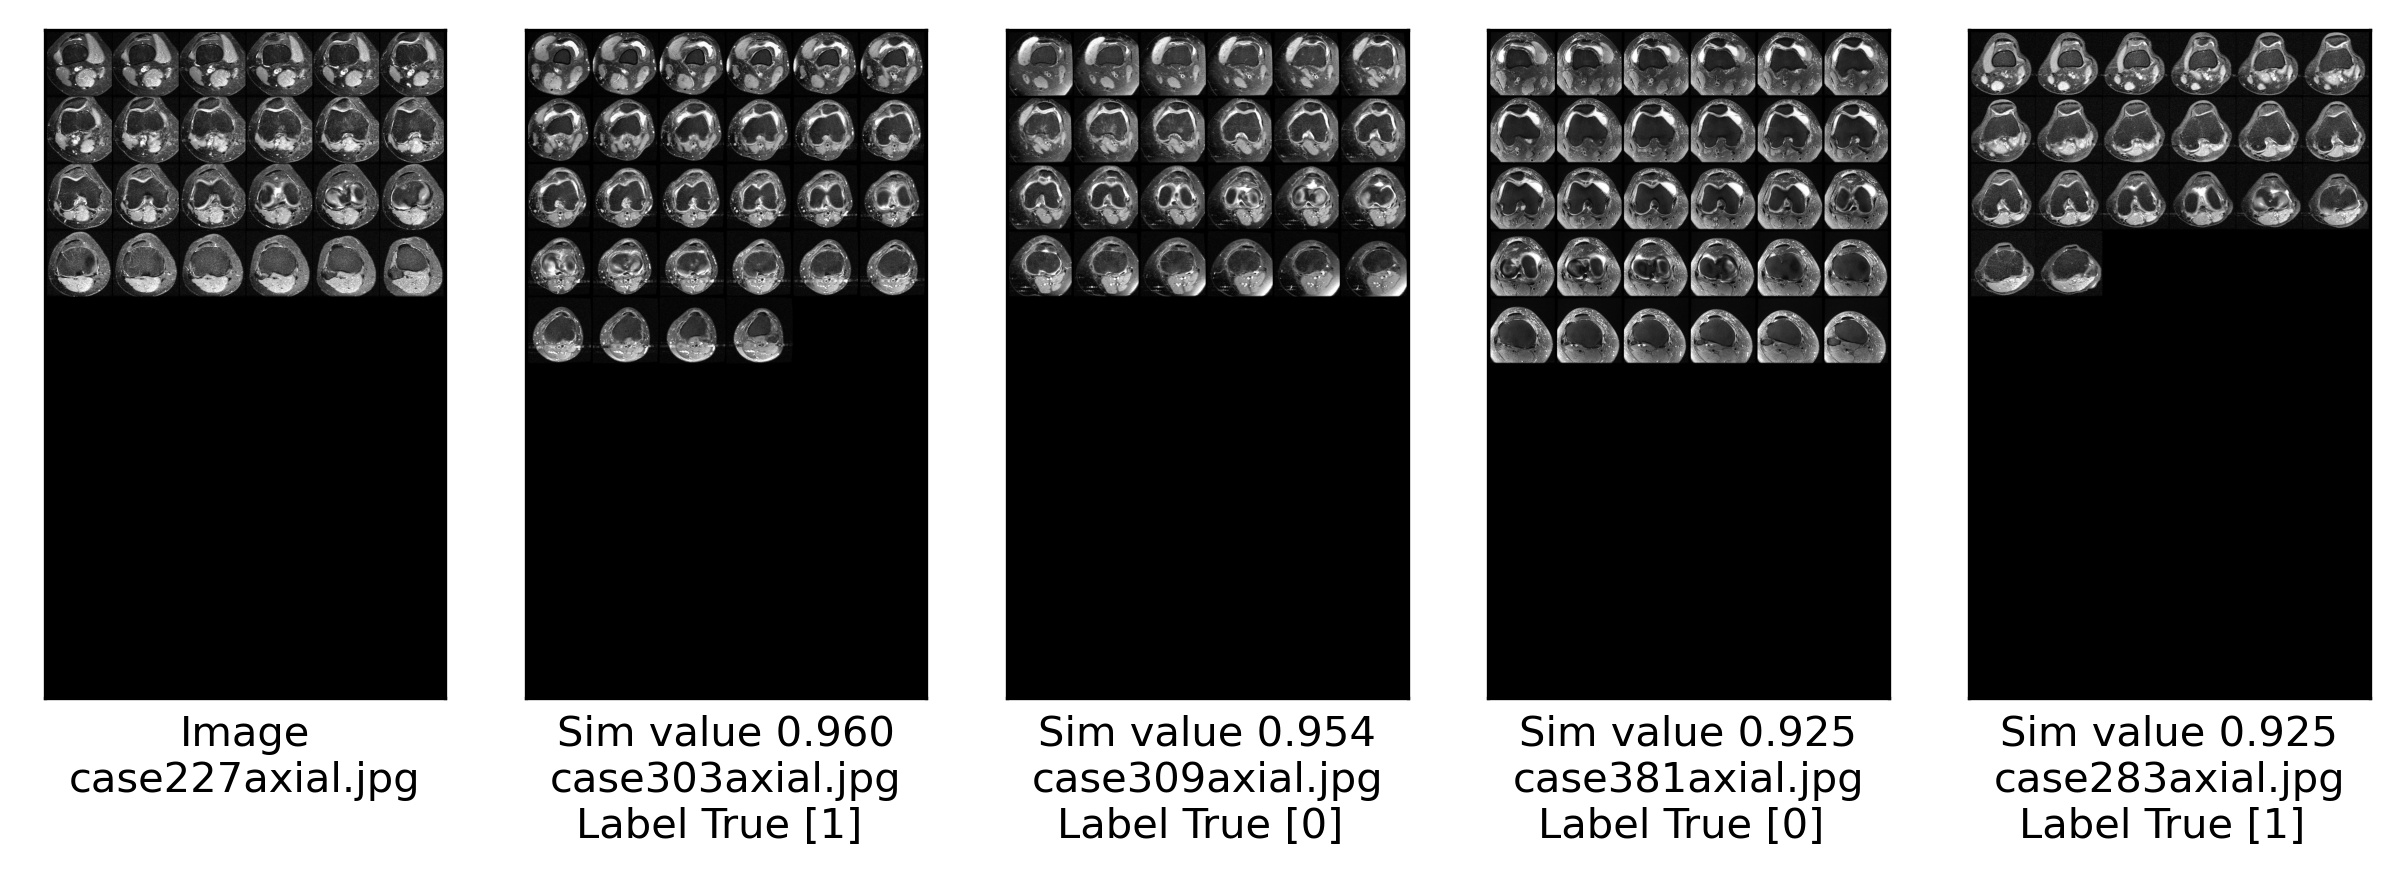 Image
case227axial.jpg
Sim value 0.960
case303axial.jpg
Label True [1]
Sim value 0.954
case309axial.jpg
Label True [0]
Sim value 0.925
case381axial.jpg
Label True [0]
Sim value 0.925
case283axial.jpg
Label True [1]